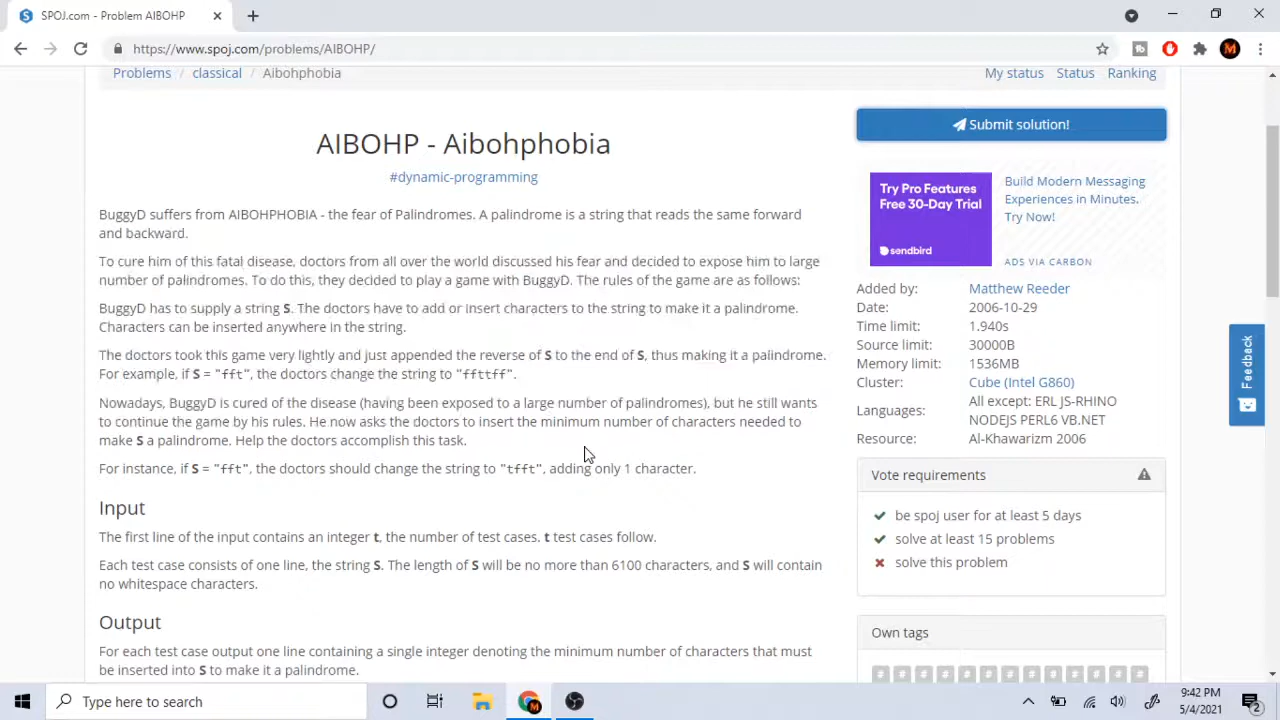 SPOJ.com - Problem AIBOHP
https://www.spoj.com/problems/AIBOHP/
Problems / classical / Aibohphobia
My status Status Ranking
AIBOHP - Aibohphobia
#dynamic-programming
BuggyD suffers from AIBOHPHOBIA - the fear of Palindromes. A palindrome is a string that reads the same forward
and backward.
To cure him of this fatal disease, doctors from all over the world discussed his fear and decided to expose him to large
number of palindromes. To do this, they decided to play a game with BuggyD. The rules of the game are as follows:
BuggyD has to supply a string S. The doctors have to add or insert characters to the string to make it a palindrome.
Characters can be inserted anywhere in the string.
The doctors took this game very lightly and just appended the reverse of S to the end of S, thus making it a palindrome.
For example, if S = "fft", the doctors change the string to "ffttff".
Nowadays, BuggyD is cured of the disease (having been exposed to a large number of palindromes), but he still wants
to continue the game by his rules. He now asks the doctors to insert the minimum number of characters needed to
make S a palindrome. Help the doctors accomplish this task.
For instance, if S = "fft", the doctors should change the string to "tfft", adding only 1 character.
Input
The first line of the input contains an integer t, the number of test cases. t test cases follow.
Each test case consists of one line, the string S. The length of S will be no more than 6100 characters, and S will contain
no whitespace characters.
Output
For each test case output one line containing a single integer denoting the minimum number of characters that must
be inserted into S to make it a palindrome.
Submit solution!
Try Pro Features
Free 30-Day Trial
sendbird
Build Modern Messaging
Experiences in Minutes.
Try Now!
ADS VIA CARBON
Added by: Matthew Reeder
Date: 2006-10-29
Time limit: 1.940s
Source limit: 30000B
Memory limit: 1536MB
Cluster: Cube (Intel G860)
Languages: All except: ERL JS-RHINO
NODEJS PERL6 VB.NET
Resource: Al-Khawarizm 2006
Vote requirements
be spoj user for at least 5 days
solve at least 15 problems
solve this problem
Own tags
# # # # # # # # # # # # #
Feedback
Type here to search
9:42 PM
5/4/2021
2